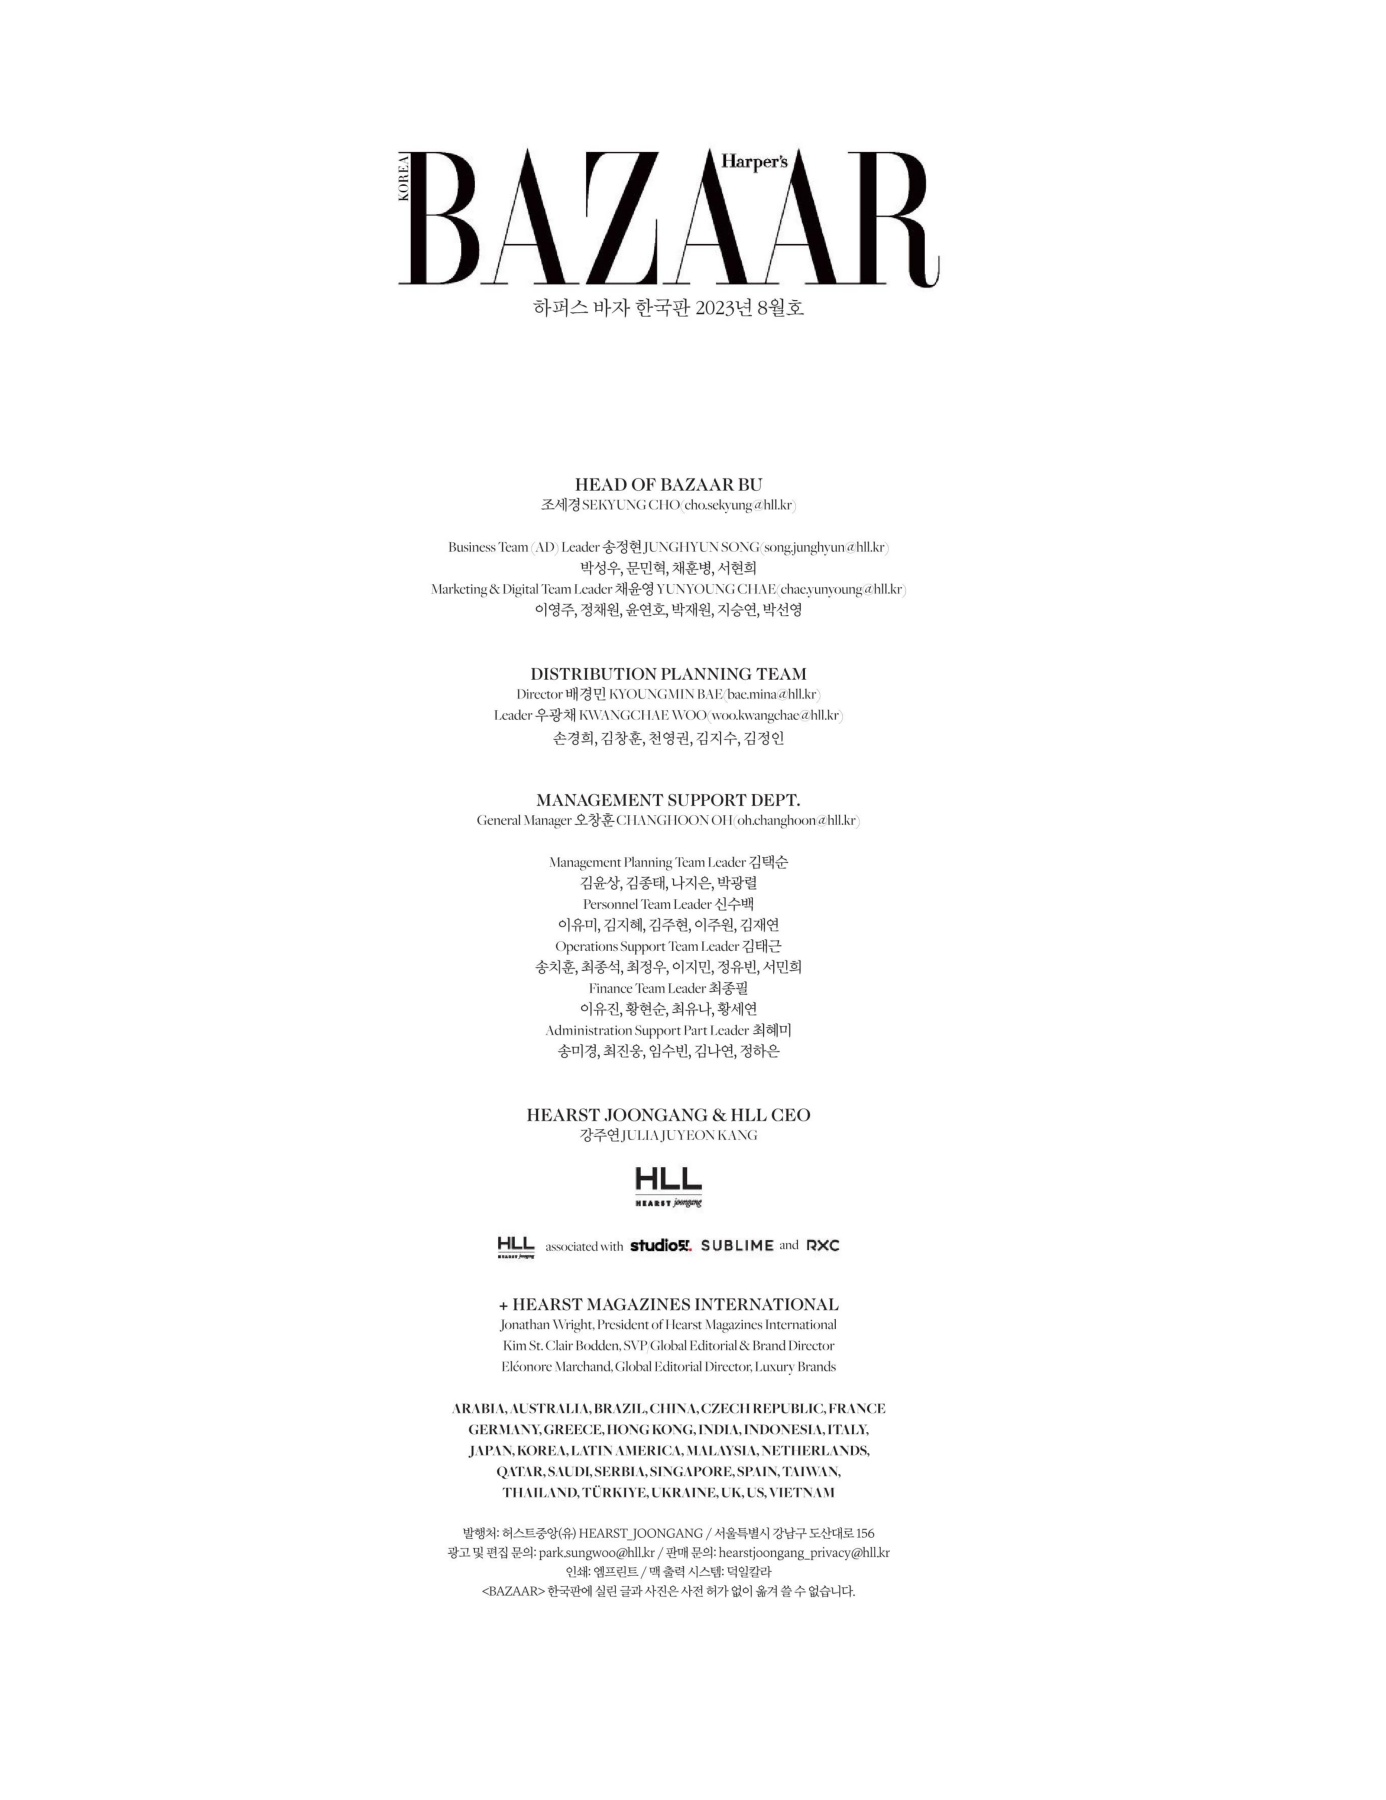 KOREA
Harper's
BAZAAR
하퍼스 바자 한국판 2023년 8월호
HEAD OF BAZAAR BU
조세경 SEKYUNG CHO(cho.sekyung@hll.kr)
Business Team (AD) Leader 송정현 JUNGHYUN SONG(song.junghyun@hll.kr)
박성우, 문민혁, 채훈병, 서현희
Marketing & Digital Team Leader 채윤영 YUNYOUNG CHAE(chae.yunyoung@hll.kr)
이영주, 정채원, 윤연호, 박재원, 지승연, 박선영
DISTRIBUTION PLANNING TEAM
Director 배경민 KYOUNGMIN BAE(bae.mina@hll.kr)
Leader 우광채 KWANGCHAE WOO(woo.kwangchae@hll.kr)
손경희, 김창훈, 천영권, 김지수, 김정인
MANAGEMENT SUPPORT DEPT.
General Manager 오창훈 CHANGHOON OH(oh.changhoon@hll.kr)
Management Planning Team Leader 김택순
김윤상, 김종태, 나지은, 박광렬
Personnel Team Leader 신수백
이유미, 김지혜, 김주현, 이주원, 김재연
Operations Support Team Leader 김태근
송치훈, 최종석, 최정우, 이지민, 정유빈, 서민희
Finance Team Leader 최종필
이유진, 황현순, 최유나, 황세연
Administration Support Part Leader 최혜미
송미경, 최진웅, 임수빈, 김나연, 정하은
HEARST JOONGANG & HLL CEO
강주연 JULIA JUYEON KANG
HLL
HEARST joongang
HLL HEARST joongang associated with studio닷. SUBLIME and RXC
+ HEARST MAGAZINES INTERNATIONAL
Jonathan Wright, President of Hearst Magazines International
Kim St. Clair Bodden, SVP/Global Editorial & Brand Director
Eléonore Marchand, Global Editorial Director, Luxury Brands
ARABIA, AUSTRALIA, BRAZIL, CHINA, CZECH REPUBLIC, FRANCE
GERMANY, GREECE, HONG KONG, INDIA, INDONESIA, ITALY,
JAPAN, KOREA, LATIN AMERICA, MALAYSIA, NETHERLANDS,
QATAR, SAUDI, SERBIA, SINGAPORE, SPAIN, TAIWAN,
THAILAND, TÜRKIYE, UKRAINE, UK, US, VIETNAM
발행처: 허스트중앙(유) HEARST_JOONGANG / 서울특별시 강남구 도산대로 156
광고 및 편집 문의: park.sungwoo@hll.kr / 판매 문의: hearstjoongang_privacy@hll.kr
인쇄: 엠프린트 / 맥 출력 시스템: 덕일칼라
<BAZAAR> 한국판에 실린 글과 사진은 사전 허가 없이 옮겨 쓸 수 없습니다.